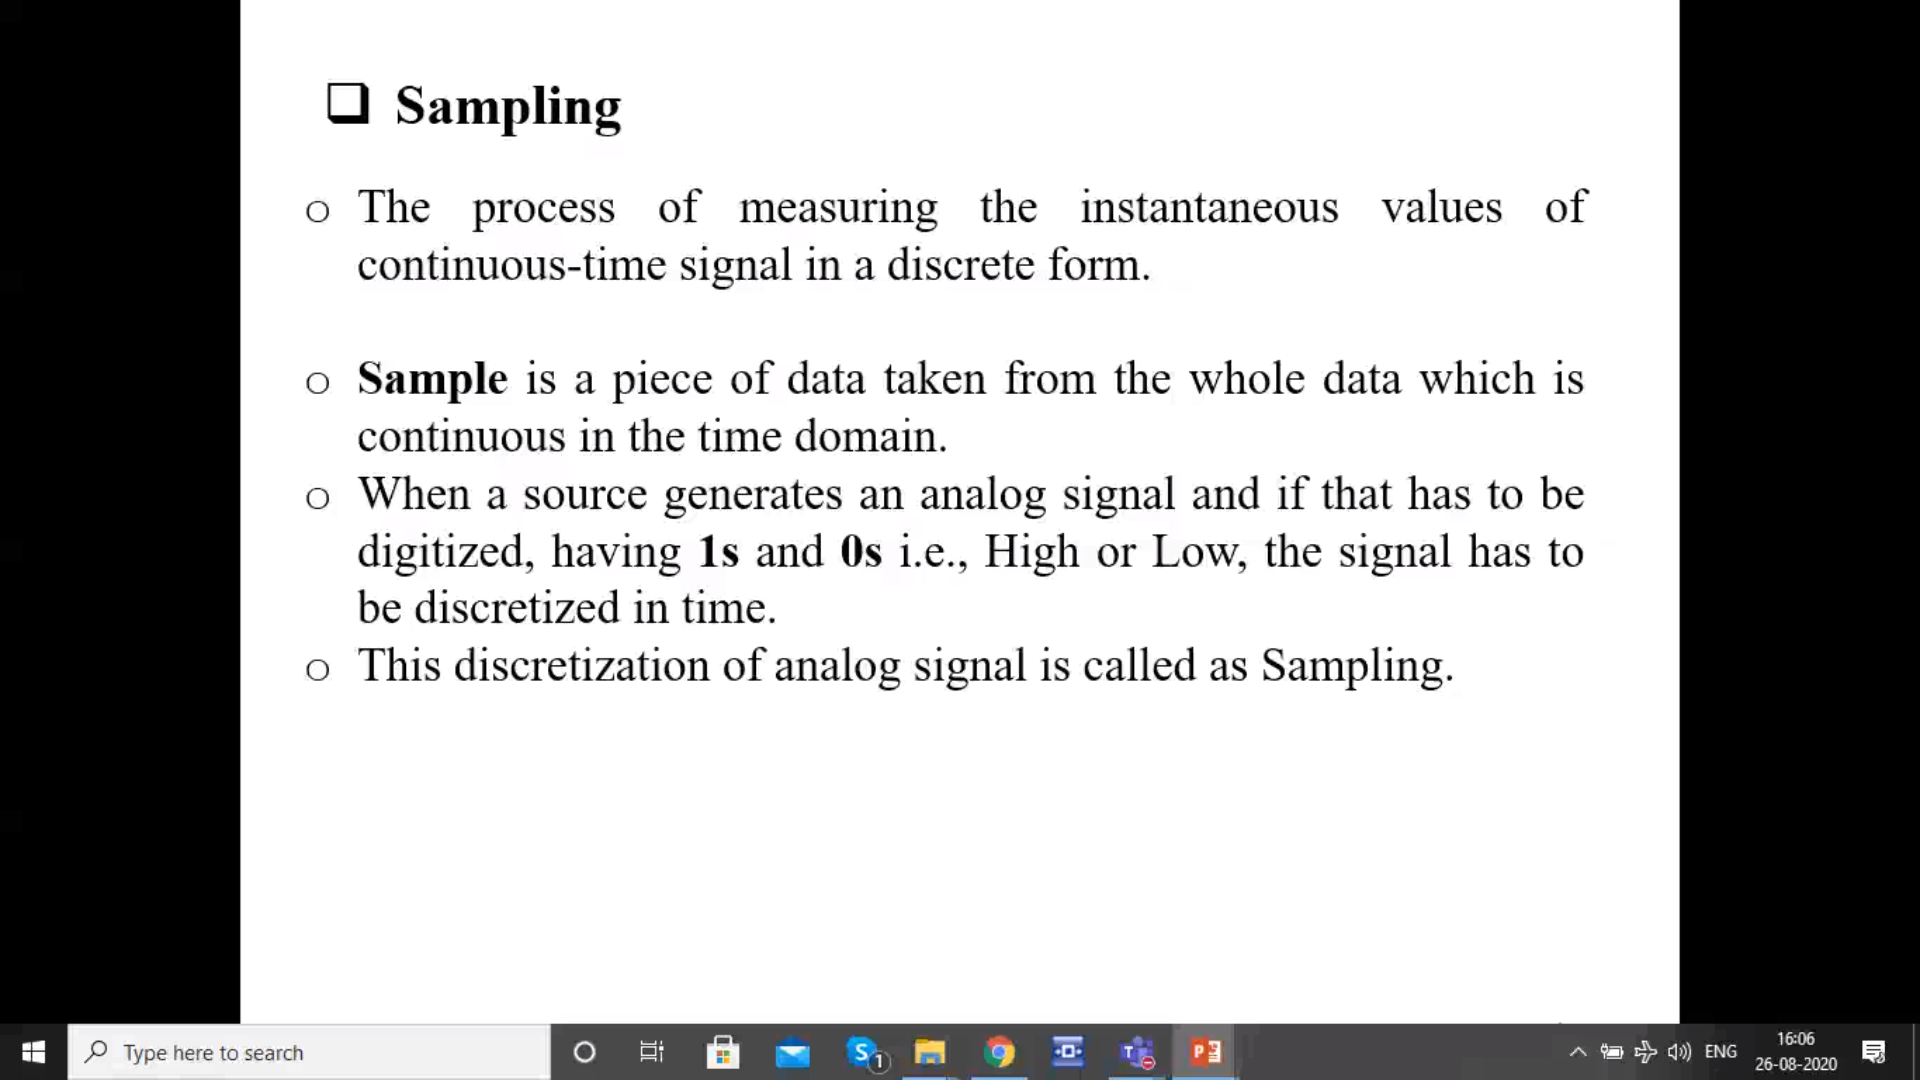 Sampling
The process of measuring the instantaneous values of
continuous-time signal in a discrete form.
Sample is a piece of data taken from the whole data which is
continuous in the time domain.
When a source generates an analog signal and if that has to be
digitized, having 1s and 0s i.e., High or Low, the signal has to
be discretized in time.
This discretization of analog signal is called as Sampling.
Type here to search
S
1
T
P
ENG
16:06
26-08-2020